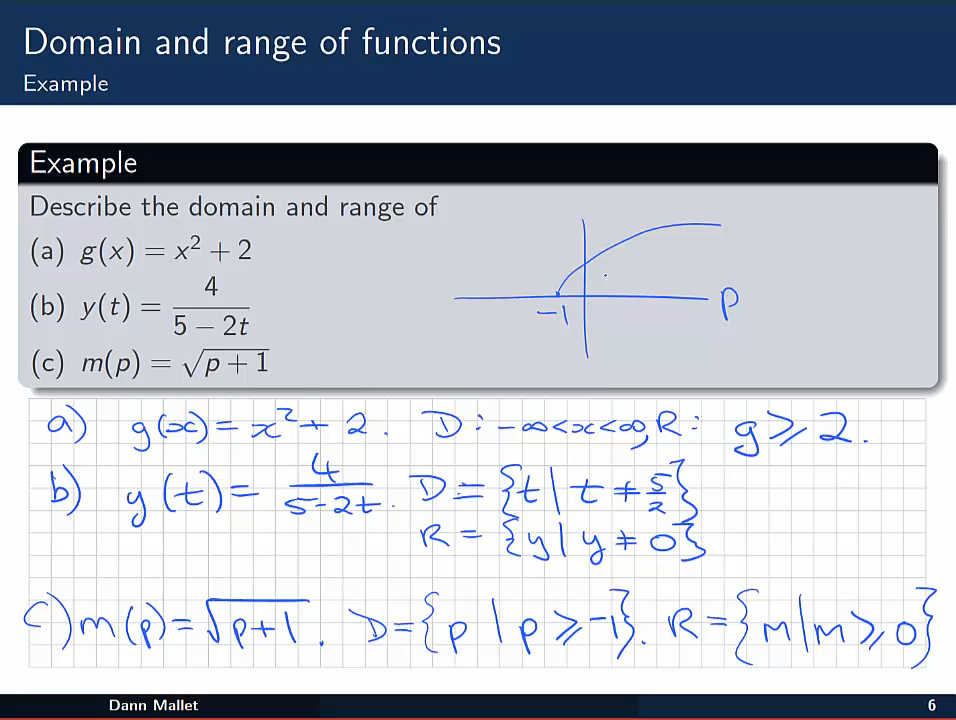 Domain and range of functions
Example
Example
Describe the domain and range of
(a) g(x) = x² + 2
(b) y(t) = 4/(5 − 2t)
(c) m(p) = √(p + 1)
−1
p
a) g(x) = x² + 2. D : −∞<x<∞, R : g ⩾ 2.
b) y(t) = 4/(5−2t). D = {t | t ≠ 5/2}
R = {y | y ≠ 0}
c) m(p) = √(p+1). D = {p | p ⩾ −1}. R = {m | m ⩾ 0}
Dann Mallet
6